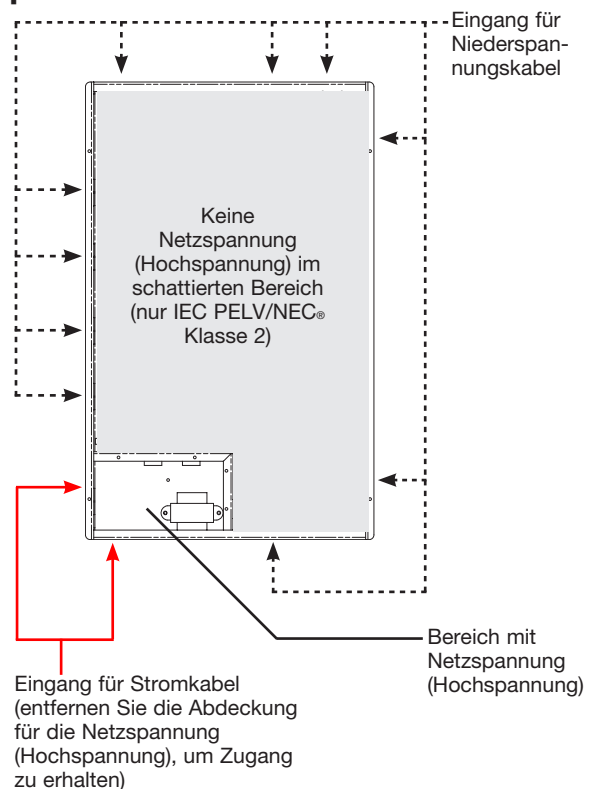 Eingang für
Niederspan-
nungskabel
Keine
Netzspannung
(Hochspannung) im
schattierten Bereich
(nur IEC PELV/NEC®
Klasse 2)
Bereich mit
Netzspannung
(Hochspannung)
Eingang für Stromkabel
(entfernen Sie die Abdeckung
für die Netzspannung
(Hochspannung), um Zugang
zu erhalten)